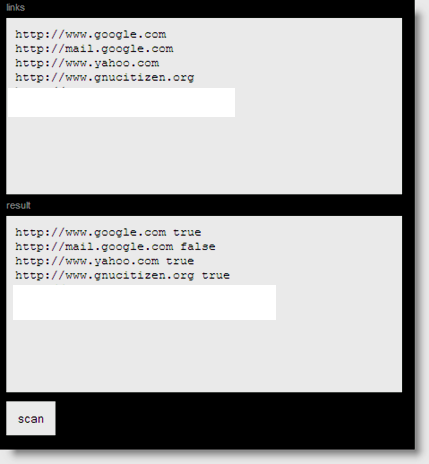 links
http://www.google.com
http://mail.google.com
http://www.yahoo.com
http://www.gnucitizen.org
result
http://www.google.com true
http://mail.google.com false
http://www.yahoo.com true
http://www.gnucitizen.org true
scan